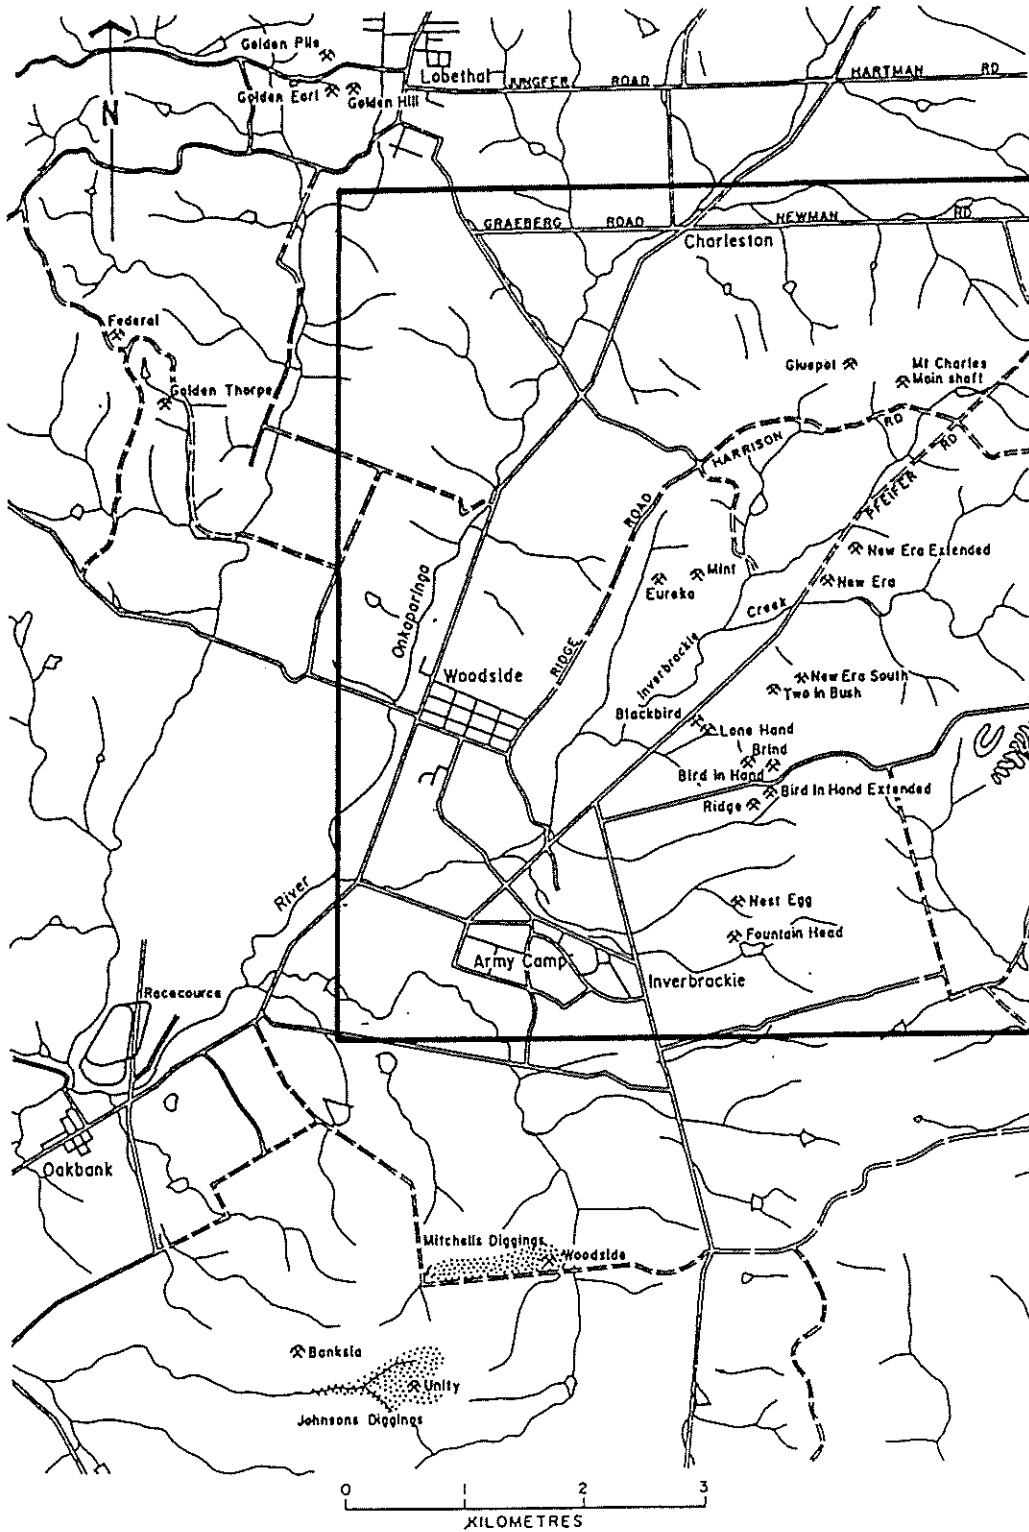 Golden Pile
Lobethal
JUNGFER ROAD
HARTMAN RD
Golden Earl
Golden Hill
N
GRAEBERG ROAD
NEWMAN RD
Charleston
Federal
Gluepot
Mt Charles
Main shaft
Golden Thorpe
HARRISON RD
PFEIFER RD
RIDGE ROAD
New Era Extended
Mint
Eureka
New Era
Onkaparinga
Inverbrackie Creek
Woodside
New Era South
Two in Bush
Blackbird
Lone Hand
Brind
Bird in Hand
Bird in Hand Extended
Ridge
River
Nest Egg
Fountain Head
Army Camp
Inverbrackie
Racecource
Oakbank
Mitchells Diggings
Woodside
Banksia
Unity
Johnsons Diggings
0 1 2 3
KILOMETRES